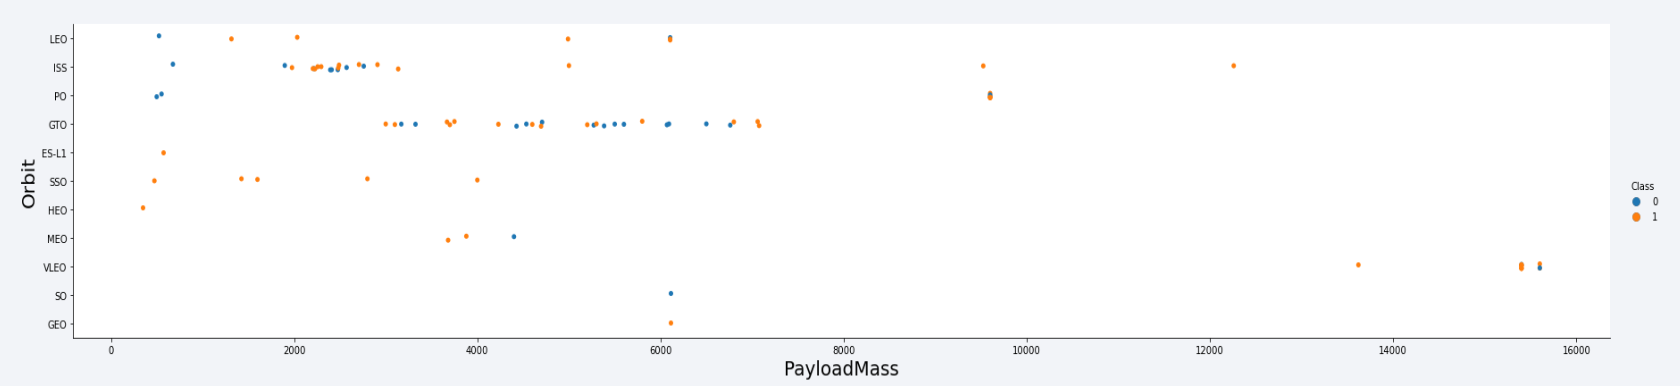 LEO
ISS
PO
GTO
ES-L1
SSO
HEO
MEO
VLEO
SO
GEO
Orbit
0 2000 4000 6000 8000 10000 12000 14000 16000
PayloadMass
Class
0
1